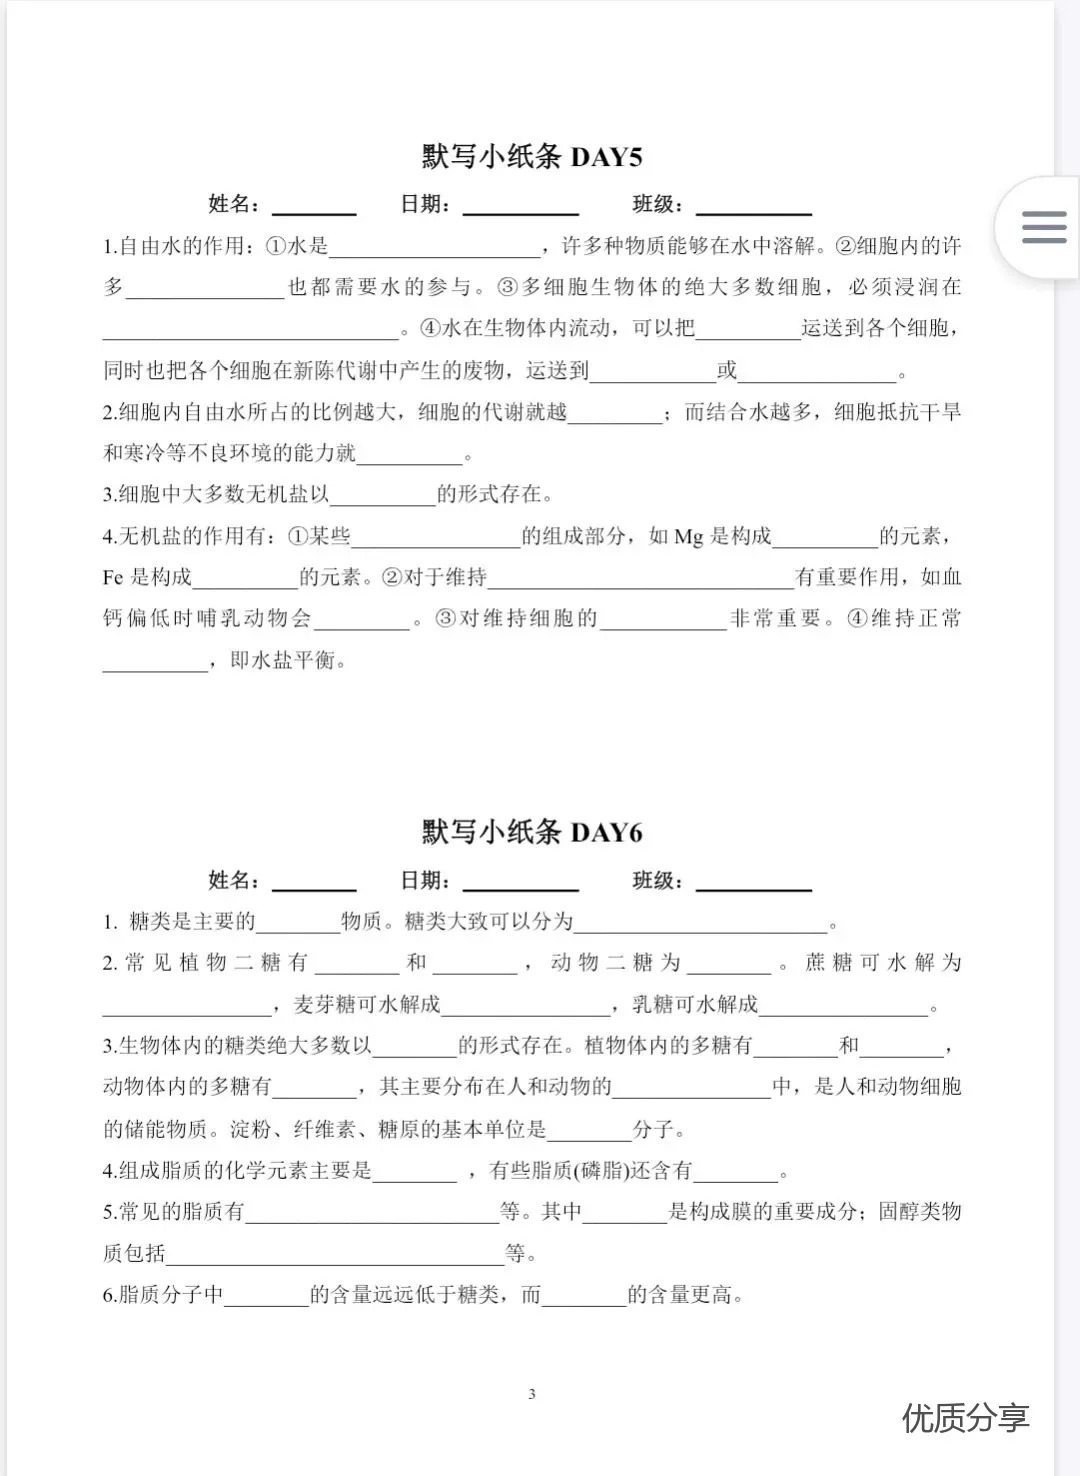 默写小纸条 DAY5
姓名：________ 日期：___________ 班级：___________
1.自由水的作用：①水是____________________，许多种物质能够在水中溶解。②细胞内的许
多_______________也都需要水的参与。③多细胞生物体的绝大多数细胞，必须浸润在
____________________________。④水在生物体内流动，可以把__________运送到各个细胞，
同时也把各个细胞在新陈代谢中产生的废物，运送到____________或_______________。
2.细胞内自由水所占的比例越大，细胞的代谢就越_________；而结合水越多，细胞抵抗干旱
和寒冷等不良环境的能力就__________。
3.细胞中大多数无机盐以__________的形式存在。
4.无机盐的作用有：①某些________________的组成部分，如 Mg 是构成__________的元素，
Fe 是构成__________的元素。②对于维持_____________________________有重要作用，如血
钙偏低时哺乳动物会_________。③对维持细胞的____________非常重要。④维持正常
__________，即水盐平衡。
默写小纸条 DAY6
姓名：________ 日期：___________ 班级：___________
1. 糖类是主要的________物质。糖类大致可以分为________________________。
2.常见植物二糖有________和________，动物二糖为________。蔗糖可水解为
________________，麦芽糖可水解成________________，乳糖可水解成________________。
3.生物体内的糖类绝大多数以________的形式存在。植物体内的多糖有________和________，
动物体内的多糖有________，其主要分布在人和动物的_______________中，是人和动物细胞
的储能物质。淀粉、纤维素、糖原的基本单位是________分子。
4.组成脂质的化学元素主要是________ ，有些脂质(磷脂)还含有________。
5.常见的脂质有________________________等。其中________是构成膜的重要成分；固醇类物
质包括________________________________等。
6.脂质分子中________的含量远远低于糖类，而________的含量更高。
3
优质分享